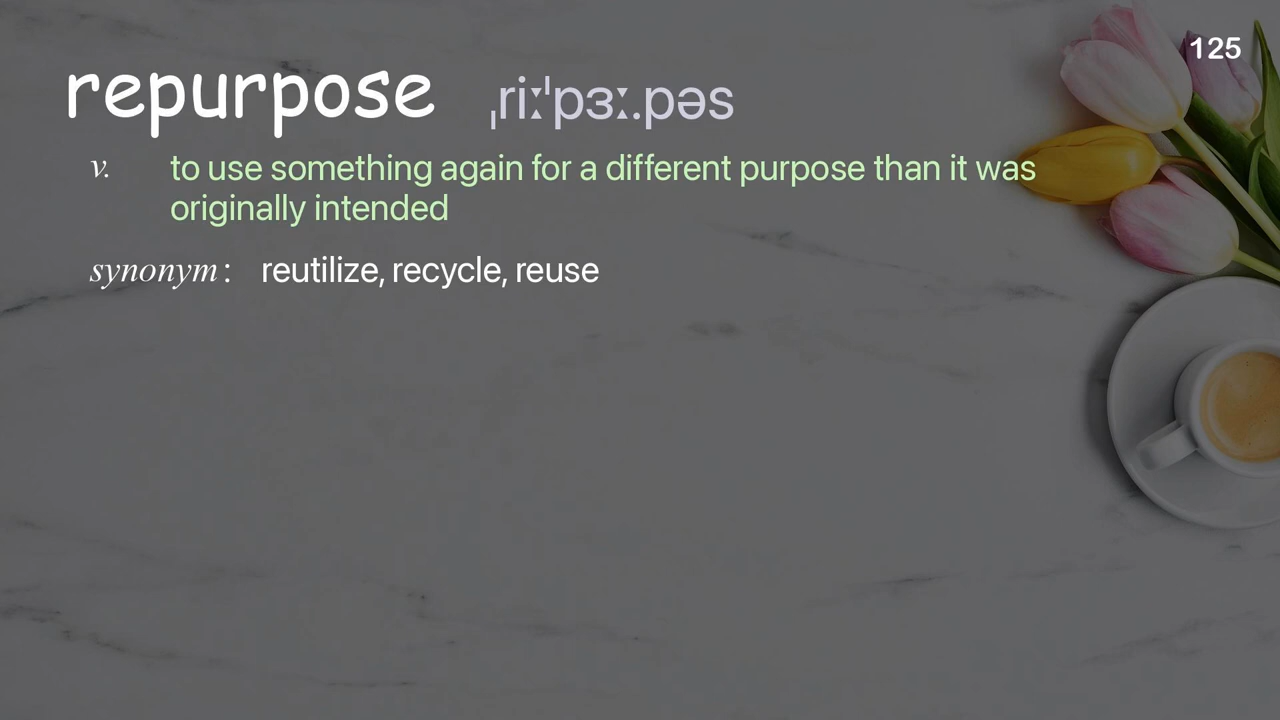 125
repurpose ˌriːˈpɜː.pəs
v. to use something again for a different purpose than it was
originally intended
synonym: reutilize, recycle, reuse